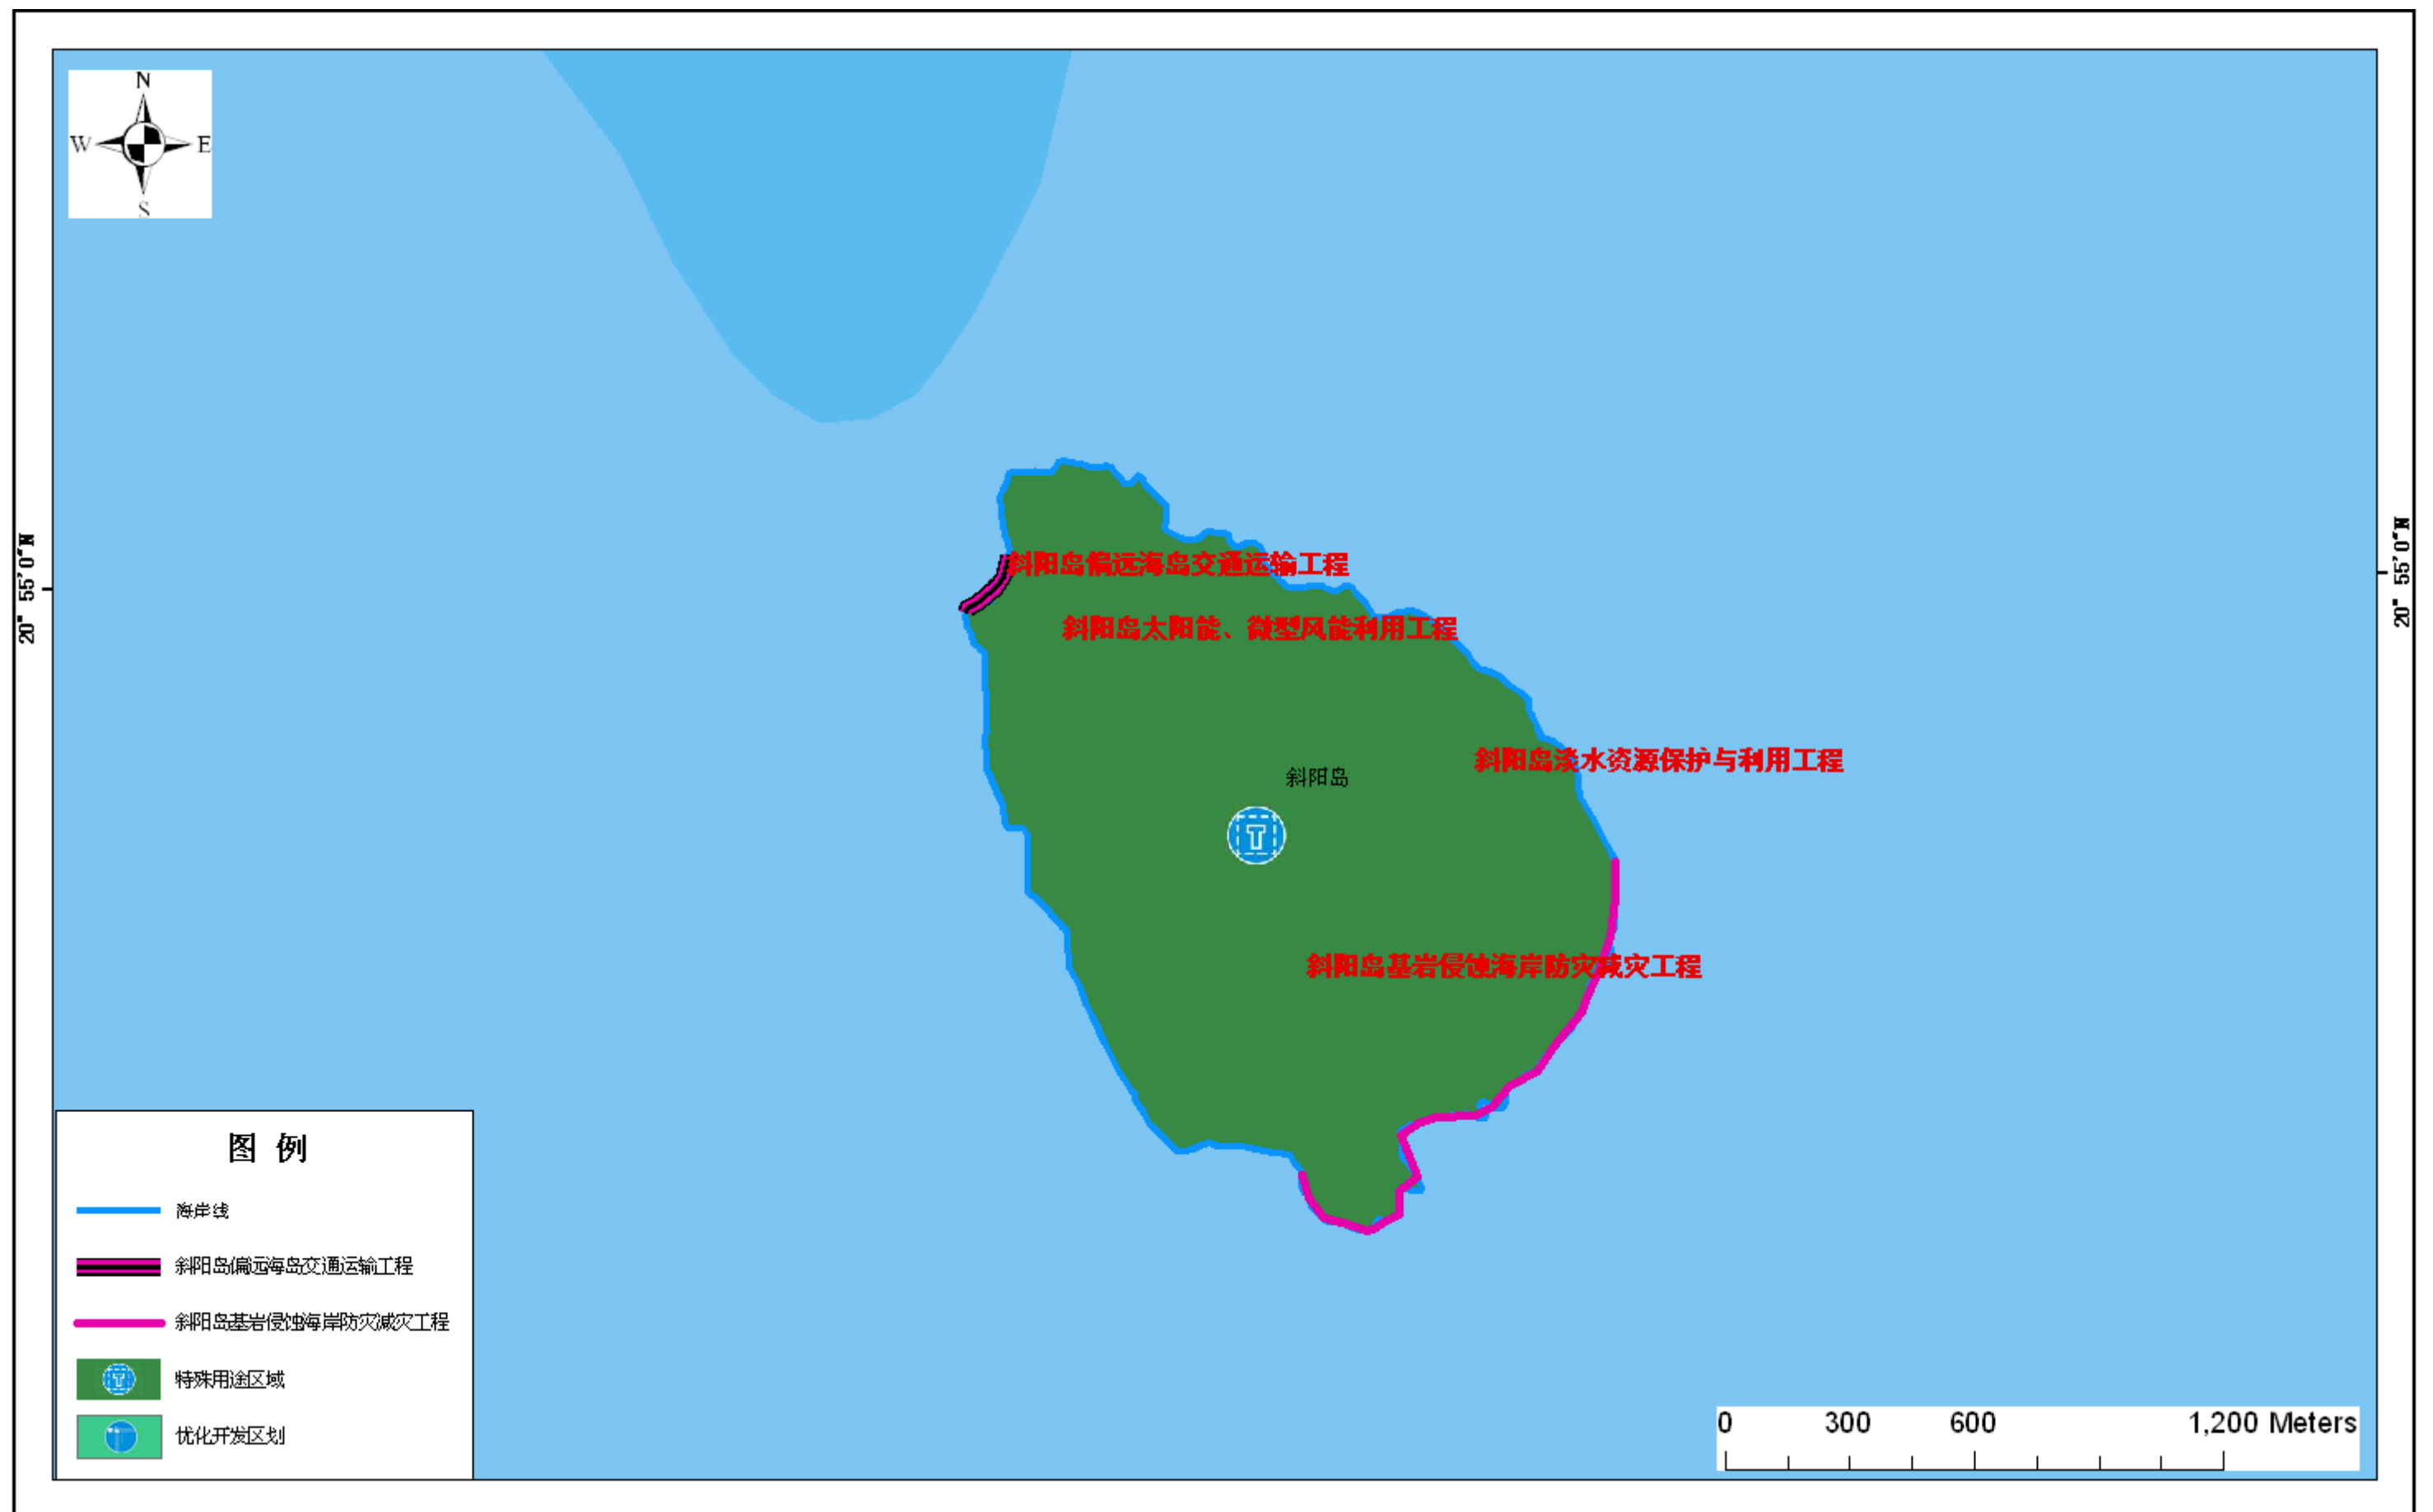 N
W E
S
20° 55'0"N
20° 55'0"N
斜阳岛偏远海岛交通运输工程
斜阳岛太阳能、微型风能利用工程
斜阳岛淡水资源保护与利用工程
斜阳岛
T
斜阳岛基岩侵蚀海岸防灾减灾工程
图 例
海岸线
斜阳岛偏远海岛交通运输工程
斜阳岛基岩侵蚀海岸防灾减灾工程
T
特殊用途区域
优化开发区划
0 300 600 1,200 Meters